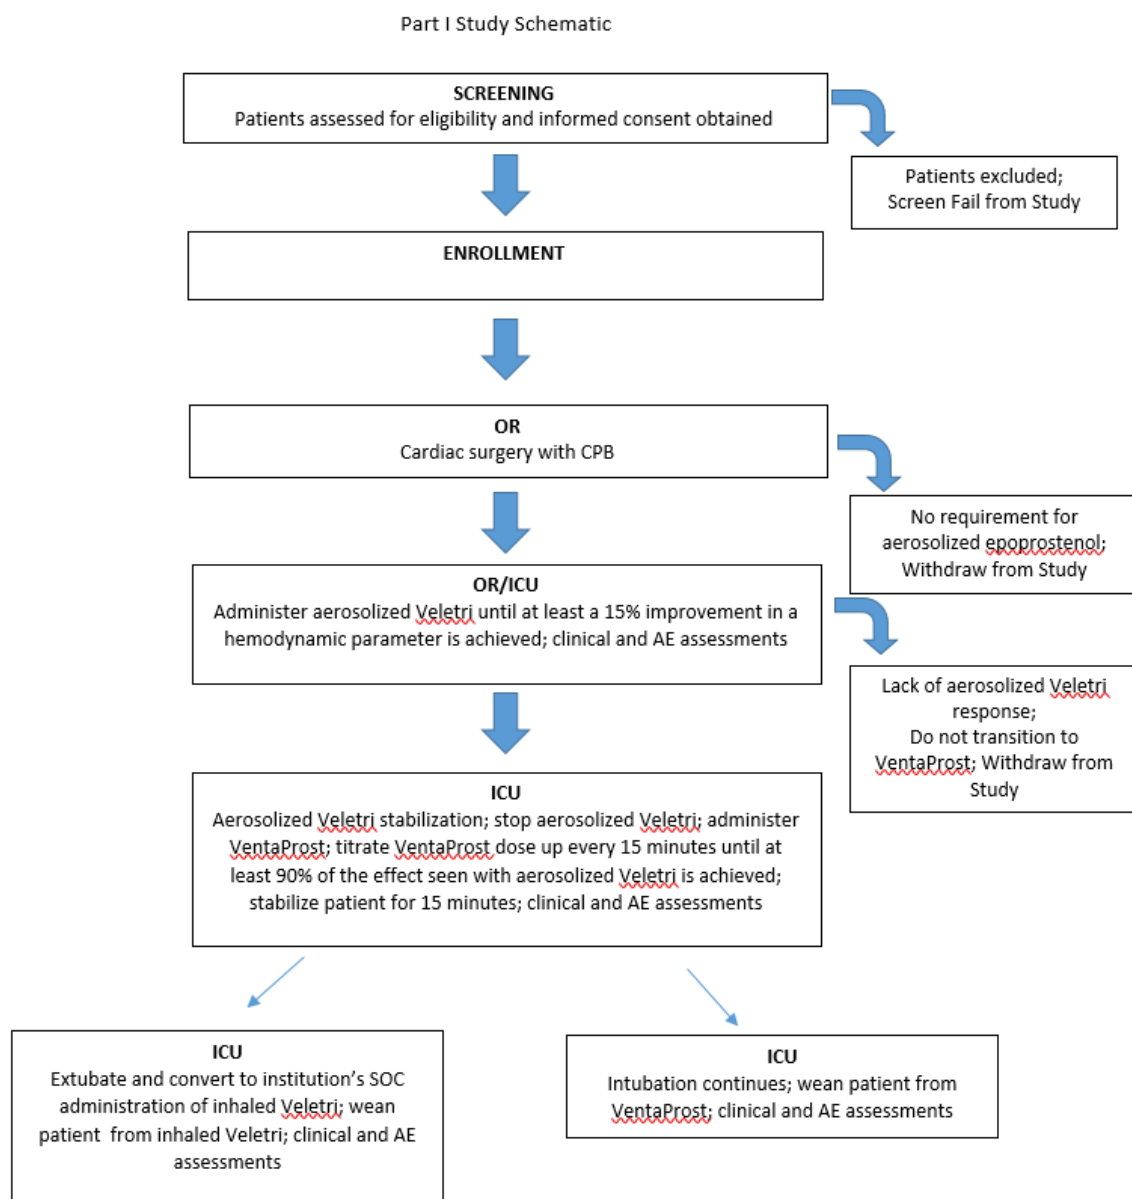 Part I Study Schematic
SCREENING
Patients assessed for eligibility and informed consent obtained
Patients excluded;
Screen Fail from Study
ENROLLMENT
OR
Cardiac surgery with CPB
No requirement for
aerosolized epoprostenol;
Withdraw from Study
OR/ICU
Administer aerosolized Veletri until at least a 15% improvement in a
hemodynamic parameter is achieved; clinical and AE assessments
Lack of aerosolized Veletri
response;
Do not transition to
VentaProst; Withdraw from
Study
ICU
Aerosolized Veletri stabilization; stop aerosolized Veletri; administer
VentaProst; titrate VentaProst dose up every 15 minutes until at
least 90% of the effect seen with aerosolized Veletri is achieved;
stabilize patient for 15 minutes; clinical and AE assessments
ICU
Extubate and convert to institution’s SOC
administration of inhaled Veletri; wean
patient from inhaled Veletri; clinical and AE
assessments
ICU
Intubation continues; wean patient from
VentaProst; clinical and AE assessments